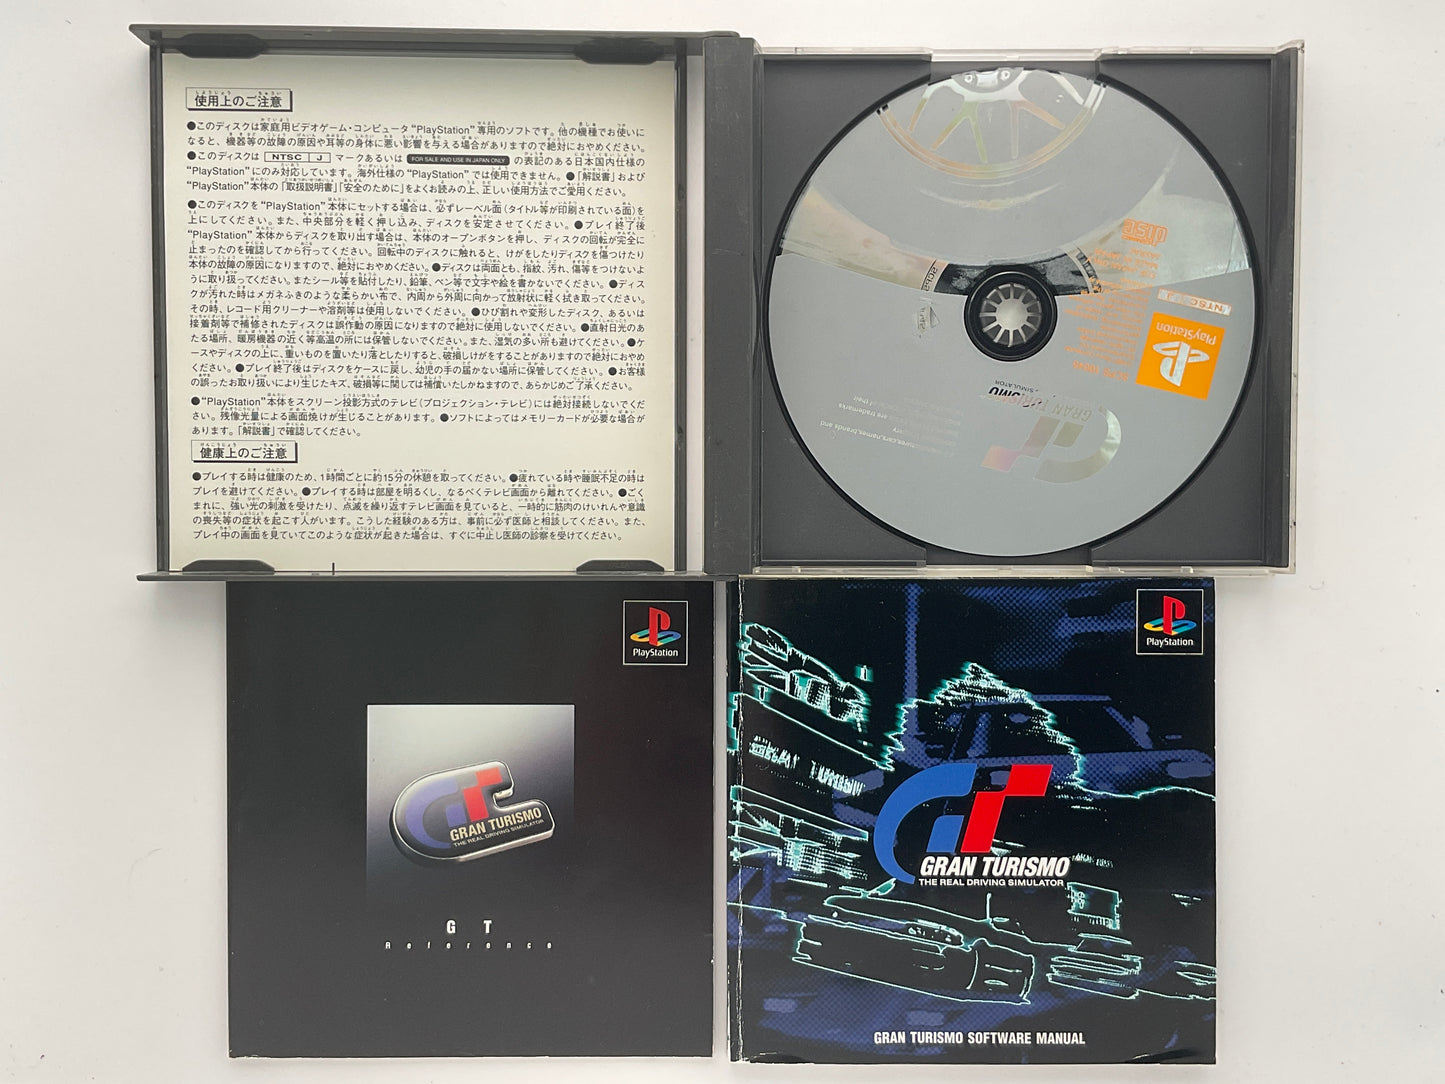 使用上のご注意
●このディスクは家庭用ビデオゲーム・コンピュータ“PlayStation”専用のソフトです。他の機種でお使いに
なると、機器等の故障の原因や耳等の身体に悪い影響を与える場合がありますので絶対におやめください。
●このディスクは NTSC J マークあるいは FOR SALE AND USE IN JAPAN ONLY の表記のある日本国内仕様の
“PlayStation”にのみ対応しています。海外仕様の“PlayStation”では使用できません。●「解説書」および
“PlayStation”本体の「取扱説明書」「安全のために」をよくお読みの上、正しい使用方法でご愛用ください。
●このディスクを“PlayStation”本体にセットする場合は、必ずレーベル面(タイトル等が印刷されている面)を
上にしてください。また、中央部分を軽く押し込み、ディスクを安定させてください。●プレイ終了後
“PlayStation”本体からディスクを取り出す場合は、本体のオープンボタンを押し、ディスクの回転が完全に
止まったのを確認してから行ってください。回転中のディスクに触れると、けがをしたりディスクを傷つけたり
本体の故障の原因になりますので、絶対におやめください。●ディスクは両面とも、指紋、汚れ、傷等をつけないよ
うに取り扱ってください。またシール等を貼付したり、鉛筆、ペン等で文字や絵を書かないでください。●ディス
クが汚れた時はメガネふきのような柔らかい布で、内周から外周に向かって放射状に軽く拭き取ってください。
その時、レコード用クリーナーや溶剤等は使用しないでください。●ひび割れや変形したディスク、あるいは
接着剤等で補修されたディスクは誤作動の原因になりますので絶対に使用しないでください。●直射日光のあ
たる場所、暖房機器の近く等高温の所には保管しないでください。また、湿気の多い所も避けてください。●ケ
ースやディスクの上に、重いものを置いたり落としたりすると、破損しけがをすることがありますので絶対におやめ
ください。●プレイ終了後はディスクをケースに戻し、幼児の手の届かない場所に保管してください。●お客様
の誤ったお取り扱いにより生じたキズ、破損等に関しては補償いたしかねますので、あらかじめご了承ください。
●“PlayStation”本体をスクリーン投影方式のテレビ(プロジェクション・テレビ)には絶対接続しないでくだ
さい。残像光量による画面焼けが生じることがあります。●ソフトによってはメモリーカードが必要な場合が
あります。「解説書」で確認してください。
健康上のご注意
●プレイする時は健康のため、1時間ごとに約15分の休憩を取ってください。●疲れている時や睡眠不足の時は
プレイを避けてください。●プレイする時は部屋を明るくし、なるべくテレビ画面から離れてください。●ごく
まれに、強い光の刺激を受けたり、点滅を繰り返すテレビ画面を見ていると、一時的に筋肉のけいれんや意識
の喪失等の症状を起こす人がいます。こうした経験のある方は、事前に必ず医師と相談してください。また、
プレイ中の画面を見ていてこのような症状が起きた場合は、すぐに中止し医師の診察を受けてください。
disc
NTSC J
PlayStation
GRAN TURISMO
SIMULATOR
are trademarks
of their
names, brands and
PlayStation
GRAN TURISMO
THE REAL DRIVING SIMULATOR
G T
Reference
PlayStation
GRAN TURISMO
THE REAL DRIVING SIMULATOR
GRAN TURISMO SOFTWARE MANUAL